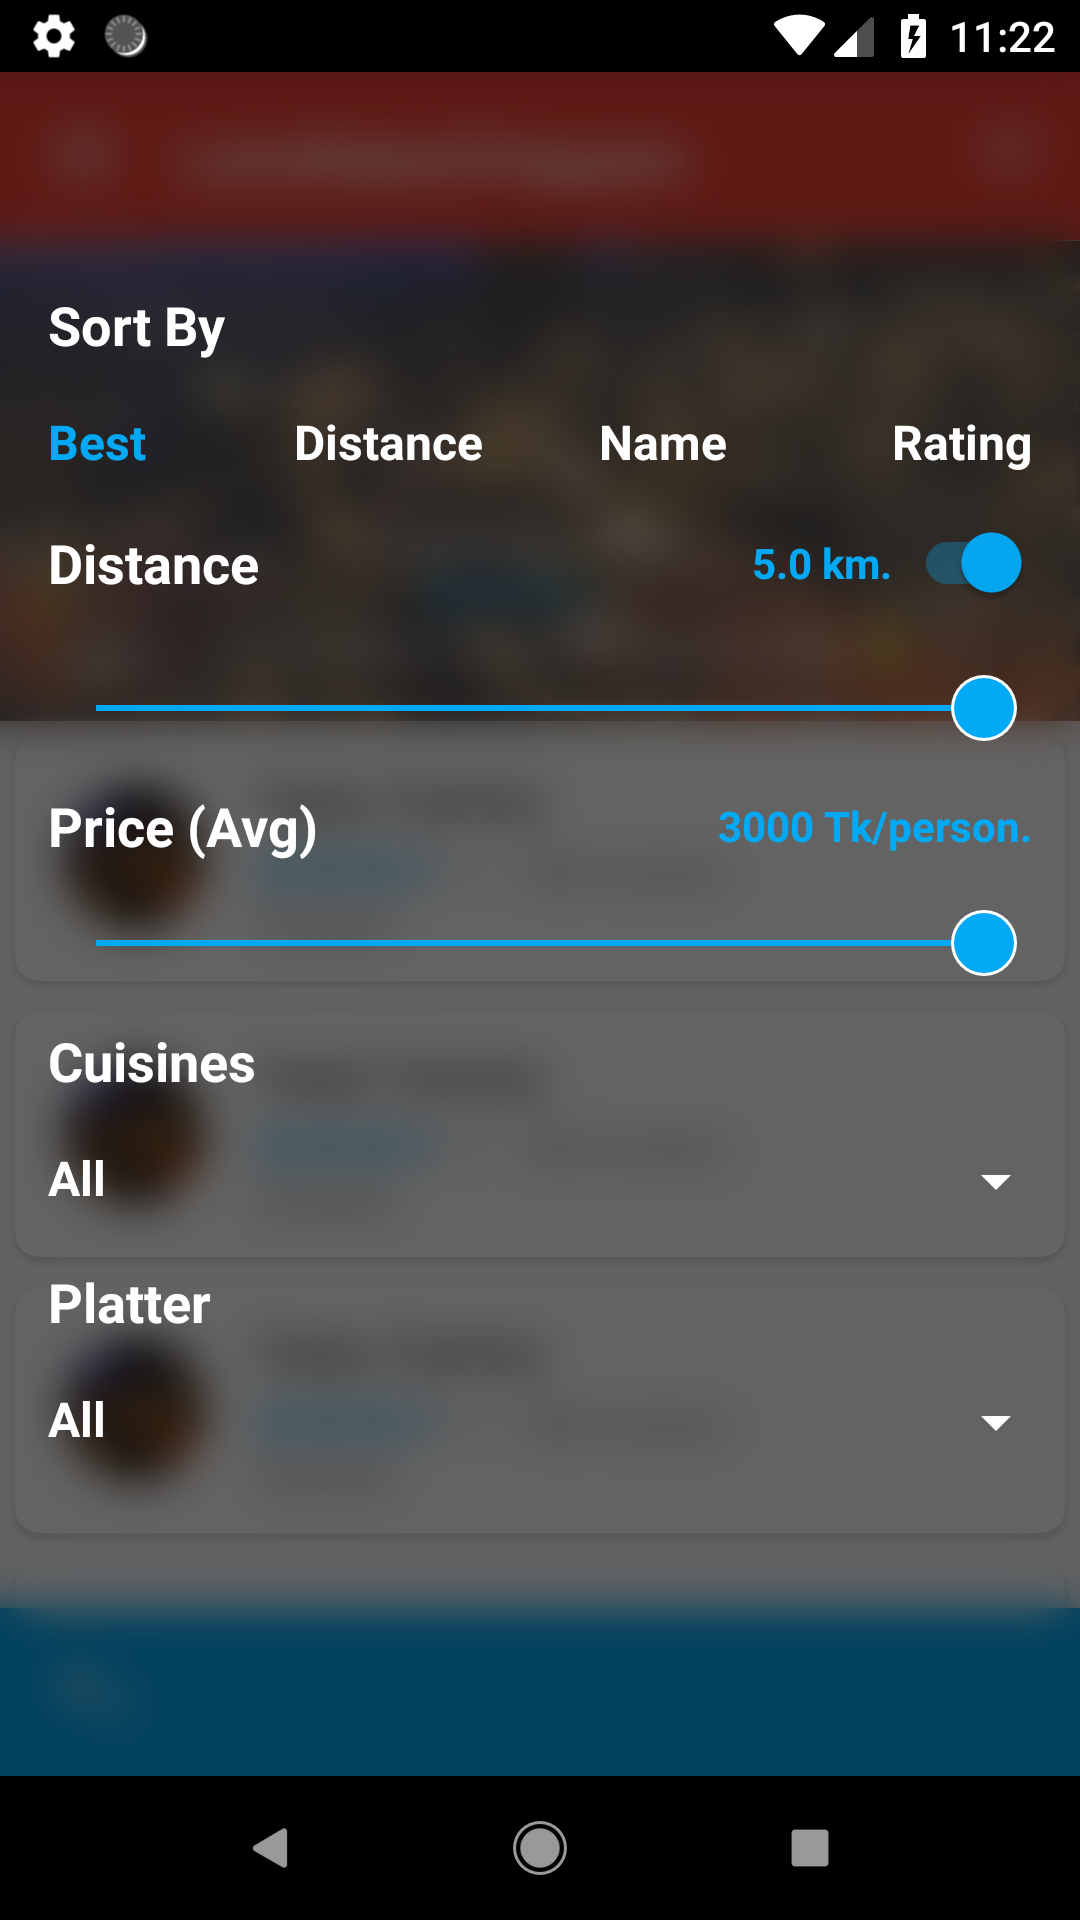 11:22
Sort By
Best Distance Name Rating
Distance 5.0 km.
Price (Avg) 3000 Tk/person.
Cuisines
All
Platter
All